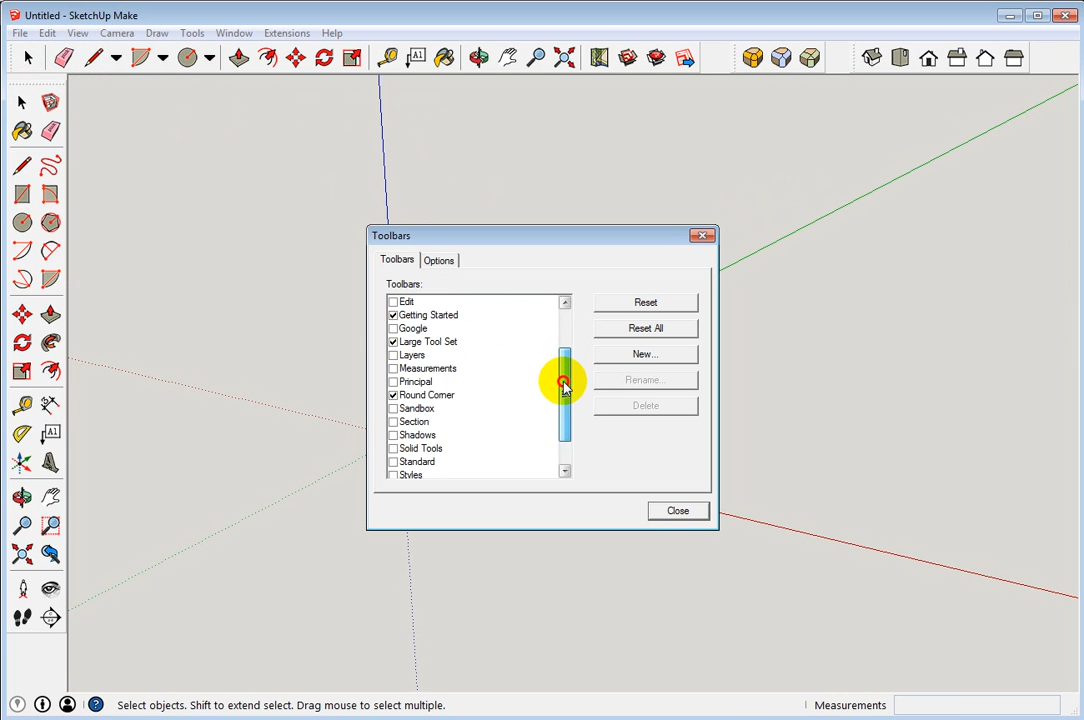 Untitled - SketchUp Make
File Edit View Camera Draw Tools Window Extensions Help
A1
A1
Toolbars
Toolbars Options
Toolbars:
Edit
Getting Started
Google
Large Tool Set
Layers
Measurements
Principal
Round Corner
Sandbox
Section
Shadows
Solid Tools
Standard
Styles
Reset
Reset All
New...
Rename...
Delete
Close
Select objects. Shift to extend select. Drag mouse to select multiple.
Measurements